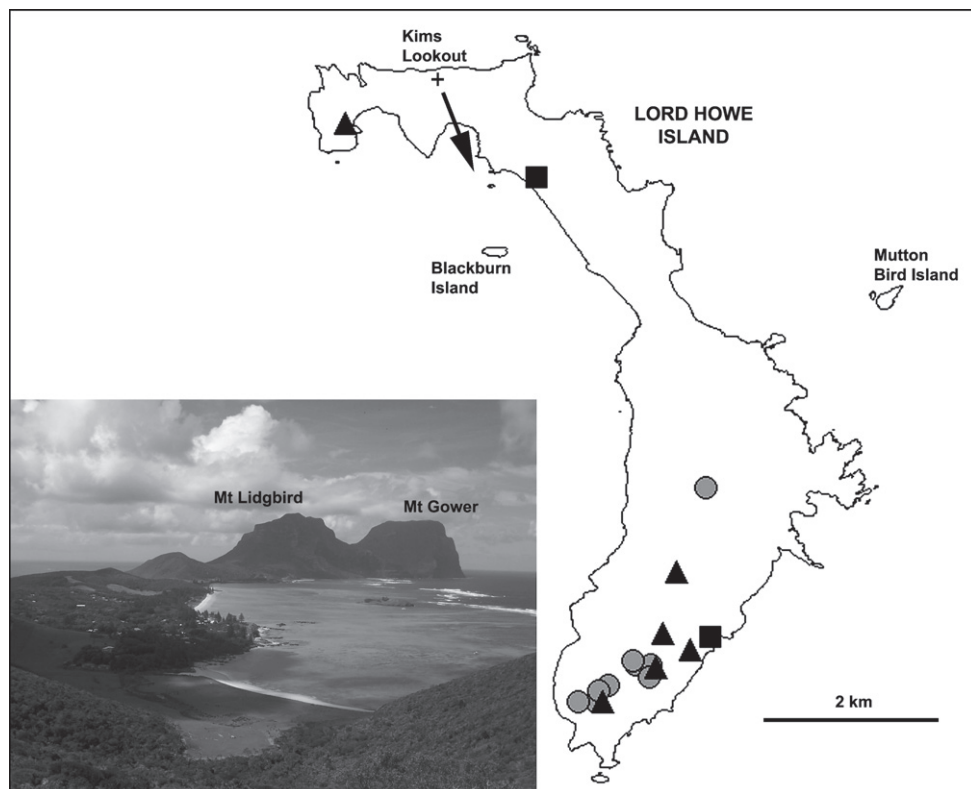 Kims
Lookout
LORD HOWE
ISLAND
Blackburn
Island
Mutton
Bird Island
Mt Lidgbird
Mt Gower
2 km